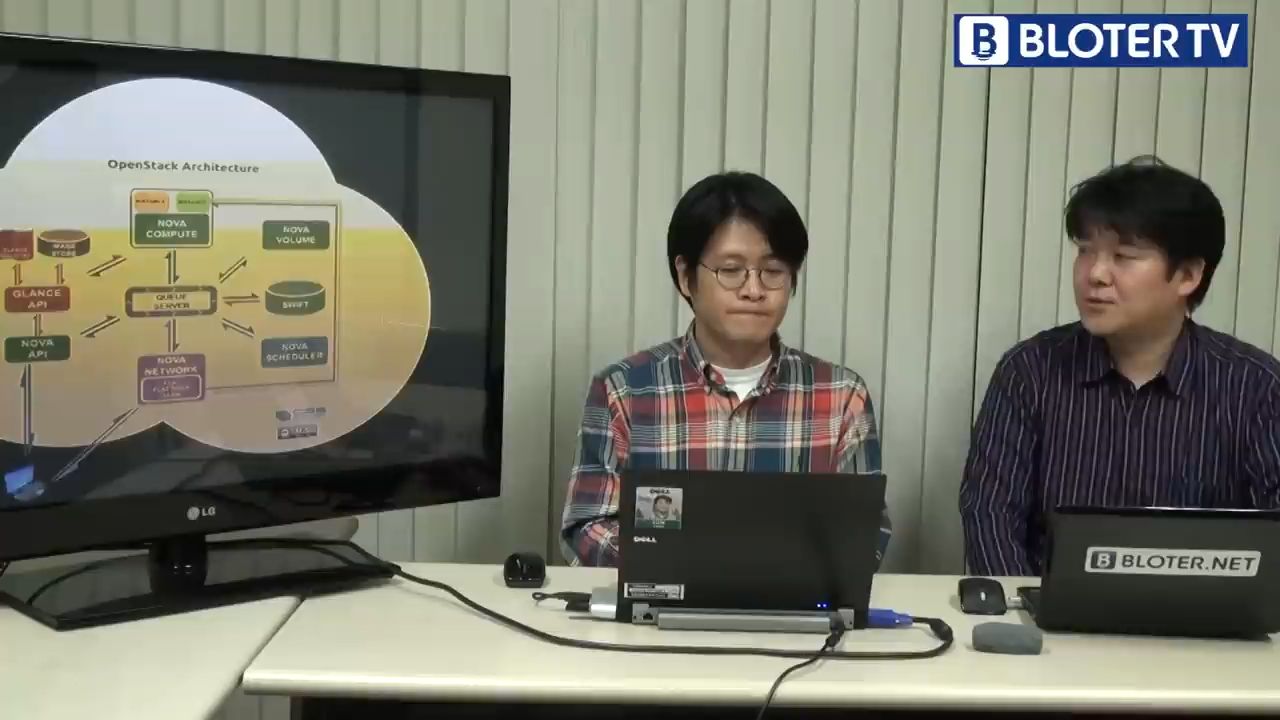 B BLOTER TV
OpenStack Architecture
NOVA
COMPUTE
NOVA
VOLUME
IMAGE
STORE
GLANCE
API
QUEUE
SERVER
SWIFT
NOVA
API
NOVA
SCHEDULER
NOVA
NETWORK
LG
DELL
DELL
B BLOTER.NET